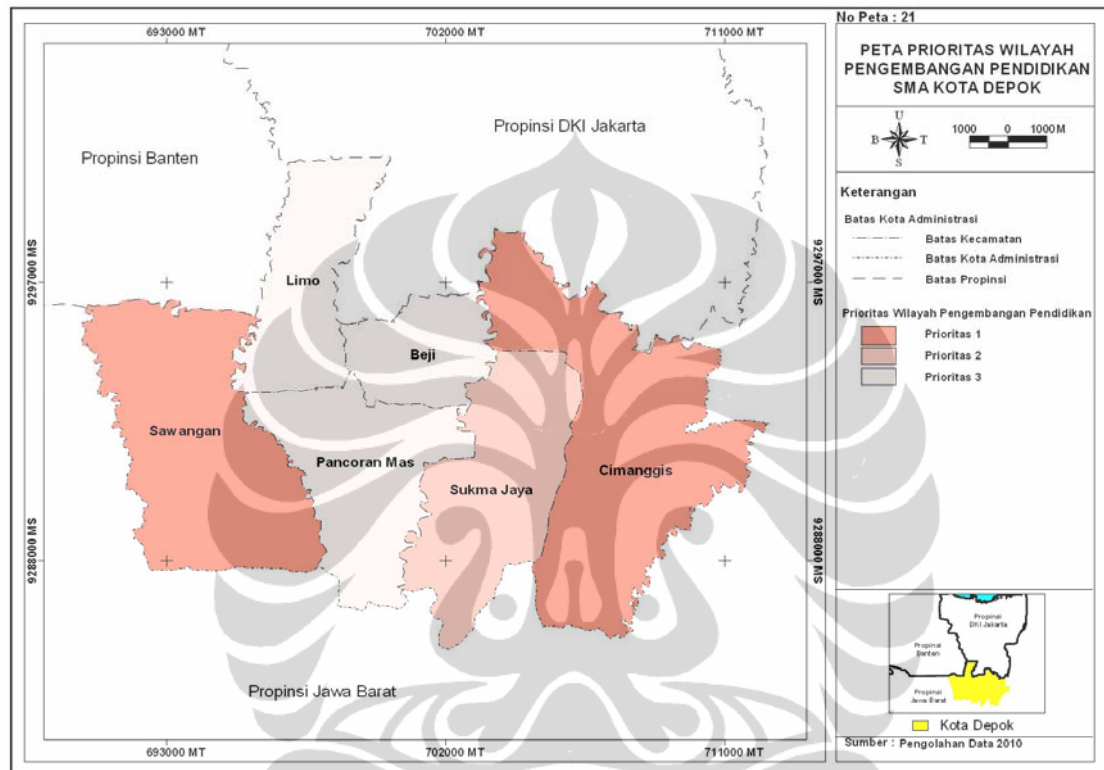 No Peta : 21
693000 MT
702000 MT
711000 MT
PETA PRIORITAS WILAYAH
PENGEMBANGAN PENDIDIKAN
SMA KOTA DEPOK
U
B
T
S
1000 0 1000M
Propinsi DKI Jakarta
Propinsi Banten
9297000 MS
9297000 MS
Limo
Beji
Sawangan
Pancoran Mas
Sukma Jaya
Cimanggis
9288000 MS
9288000 MS
Propinsi Jawa Barat
693000 MT
702000 MT
711000 MT
Keterangan
Batas Kota Administrasi
Batas Kecamatan
Batas Kota Administrasi
Batas Propinsi
Prioritas Wilayah Pengembangan Pendidikan
Prioritas 1
Prioritas 2
Prioritas 3
Propinsi
DKI Jakarta
Propinsi
Banten
Propinsi
Jawa Barat
Kota Depok
Sumber : Pengolahan Data 2010